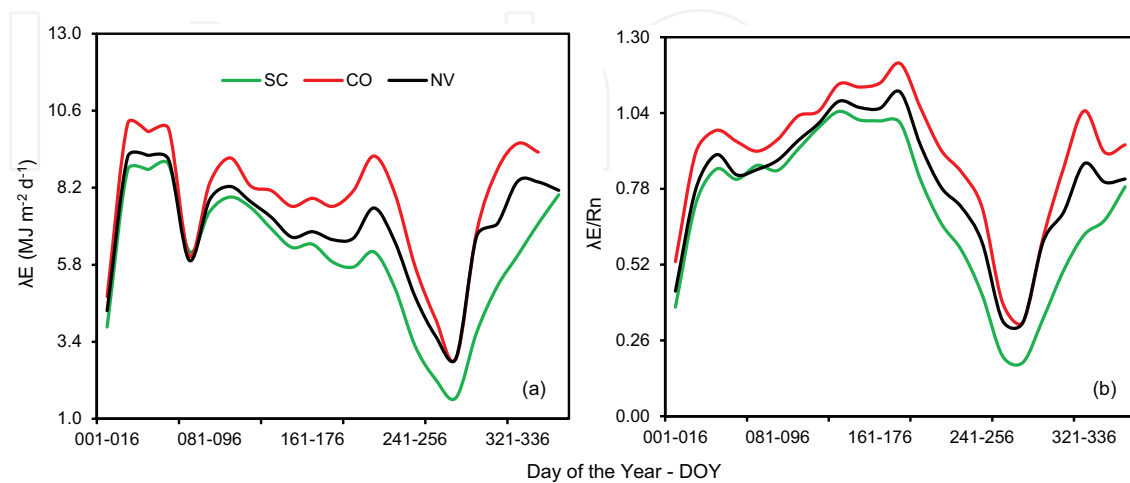 13.0
10.6
8.2
5.8
3.4
1.0
λE (MJ m⁻² d⁻¹)
SC CO NV
(a)
001-016 081-096 161-176 241-256 321-336
1.30
1.04
0.78
0.52
0.26
0.00
λE/Rn
(b)
001-016 081-096 161-176 241-256 321-336
Day of the Year - DOY